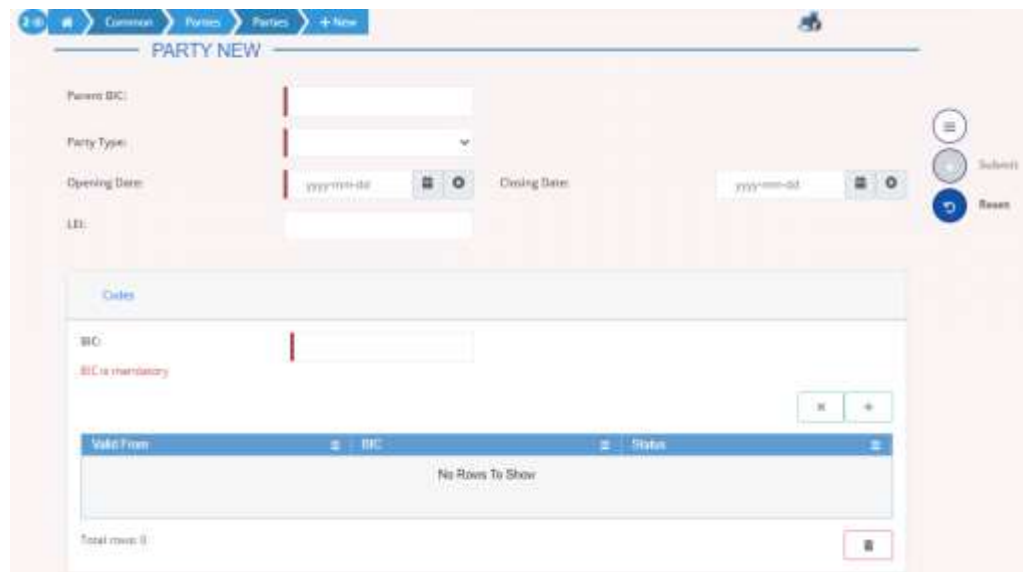 Common Parties Parties + New
PARTY NEW
Parent BIC:
Party Type:
Opening Date: yyyy-mm-dd Closing Date: yyyy-mm-dd
Submit
Reset
LEI:
Codes
BIC:
BIC is mandatory
Valid From BIC Status
No Rows To Show
Total rows: 0